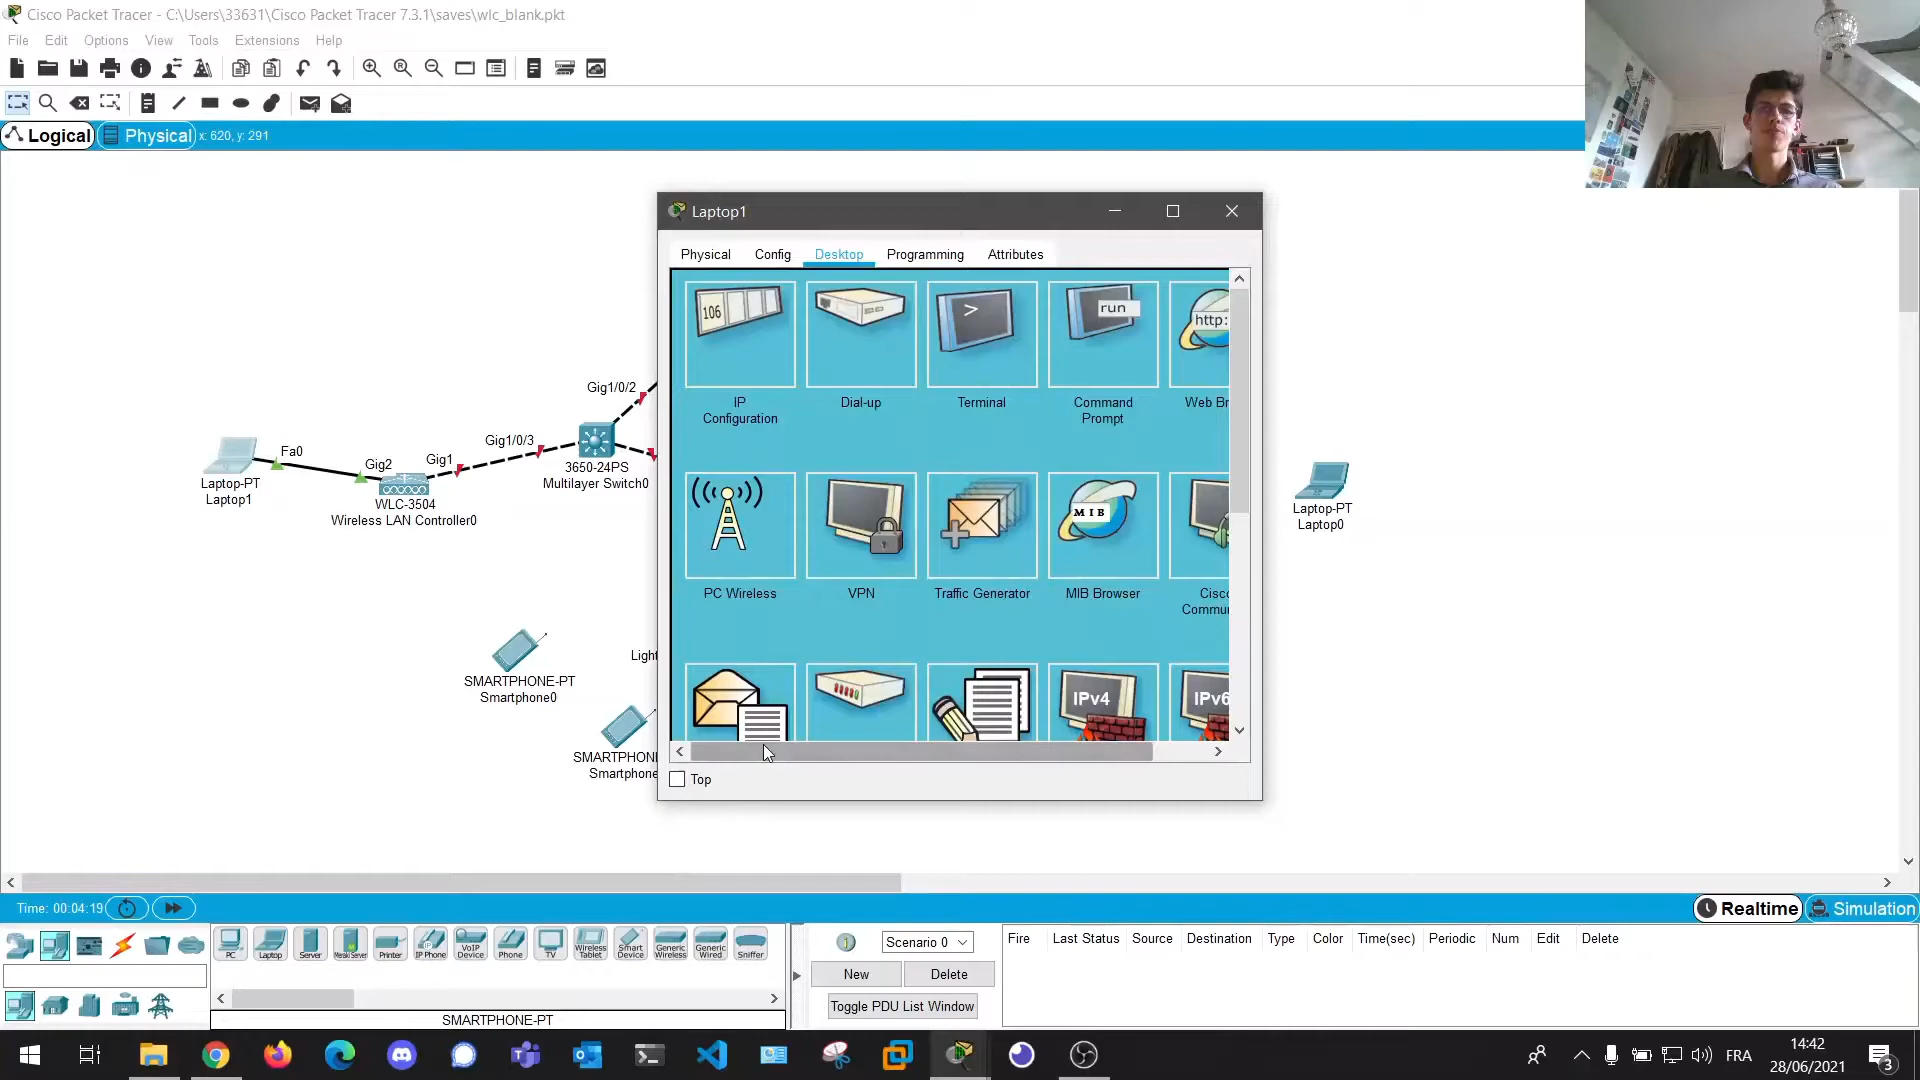 Cisco Packet Tracer - C:\Users\33631\Cisco Packet Tracer 7.3.1\saves\wlc_blank.pkt
File Edit Options View Tools Extensions Help
Logical Physical x: 620, y: 291
Laptop1
Physical Config Desktop Programming Attributes
106
>
run
http:
IP Configuration
Dial-up
Terminal
Command Prompt
Web Br
MIB
PC Wireless
VPN
Traffic Generator
MIB Browser
Cisco
Commun
IPv4
IPv6
Top
Gig1/0/2
Gig1/0/3
Fa0
Gig2
Gig1
Laptop-PT
Laptop1
WLC-3504
Wireless LAN Controller0
3650-24PS
Multilayer Switch0
Laptop-PT
Laptop0
SMARTPHONE-PT
Smartphone0
Light
SMARTPHON
Smartphone
Time: 00:04:19
Realtime Simulation
PC
Laptop
Server
Meraki Server
Printer
IP Phone
VoIP Device
Phone
TV
Wireless Tablet
Smart Device
Generic Wireless
Generic Wired
Sniffer
SMARTPHONE-PT
Scenario 0
New Delete
Toggle PDU List Window
Fire Last Status Source Destination Type Color Time(sec) Periodic Num Edit Delete
FRA
14:42
28/06/2021
3